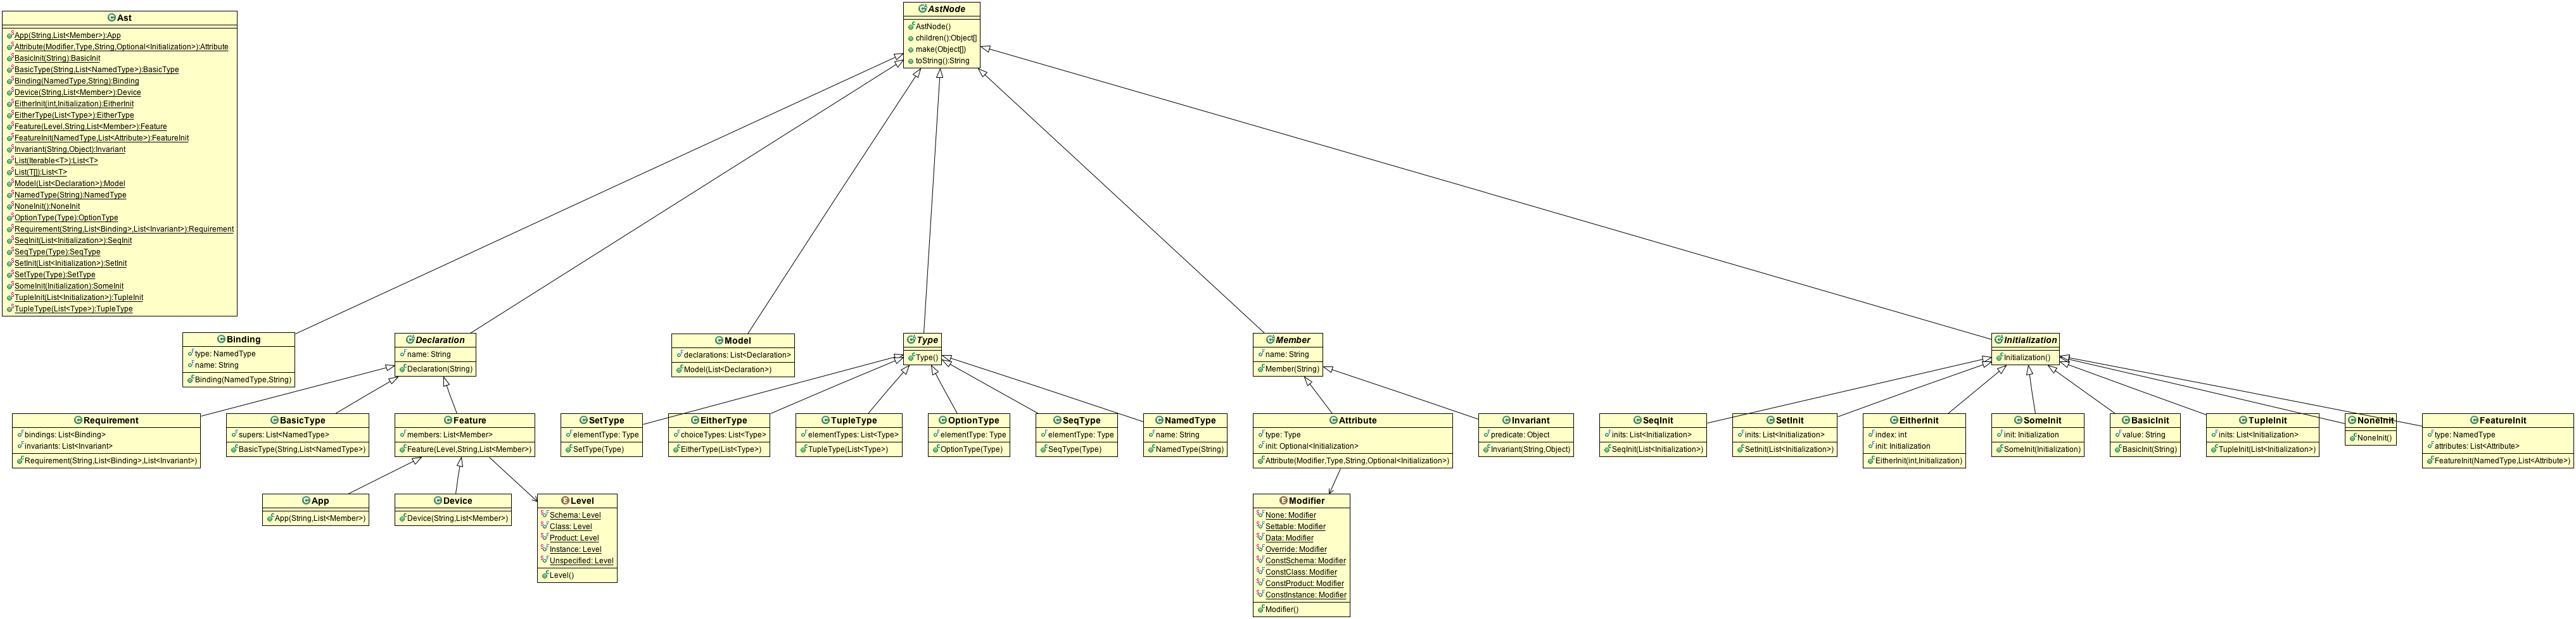 Ast
App(String,List<Member>):App
Attribute(Modifier,Type,String,Optional<Initialization>):Attribute
BasicInit(String):BasicInit
BasicType(String,List<NamedType>):BasicType
Binding(NamedType,String):Binding
Device(String,List<Member>):Device
EitherInit(int,Initialization):EitherInit
EitherType(List<Type>):EitherType
Feature(Level,String,List<Member>):Feature
FeatureInit(NamedType,List<Attribute>):FeatureInit
Invariant(String,Object):Invariant
List(Iterable<T>):List<T>
List(T[]):List<T>
Model(List<Declaration>):Model
NamedType(String):NamedType
NoneInit():NoneInit
OptionType(Type):OptionType
Requirement(String,List<Binding>,List<Invariant>):Requirement
SeqInit(List<Initialization>):SeqInit
SeqType(Type):SeqType
SetInit(List<Initialization>):SetInit
SetType(Type):SetType
SomeInit(Initialization):SomeInit
TupleInit(List<Initialization>):TupleInit
TupleType(List<Type>):TupleType
AstNode
AstNode()
children():Object[]
make(Object[])
toString():String
Binding
type: NamedType
name: String
Binding(NamedType,String)
Declaration
name: String
Declaration(String)
Model
declarations: List<Declaration>
Model(List<Declaration>)
Type
Type()
Member
name: String
Member(String)
Initialization
Initialization()
Requirement
bindings: List<Binding>
invariants: List<Invariant>
Requirement(String,List<Binding>,List<Invariant>)
BasicType
supers: List<NamedType>
BasicType(String,List<NamedType>)
Feature
members: List<Member>
Feature(Level,String,List<Member>)
SetType
elementType: Type
SetType(Type)
EitherType
choiceTypes: List<Type>
EitherType(List<Type>)
TupleType
elementTypes: List<Type>
TupleType(List<Type>)
OptionType
elementType: Type
OptionType(Type)
SeqType
elementType: Type
SeqType(Type)
NamedType
name: String
NamedType(String)
Attribute
type: Type
init: Optional<Initialization>
Attribute(Modifier,Type,String,Optional<Initialization>)
Invariant
predicate: Object
Invariant(String,Object)
SeqInit
inits: List<Initialization>
SeqInit(List<Initialization>)
SetInit
inits: List<Initialization>
SetInit(List<Initialization>)
EitherInit
index: int
init: Initialization
EitherInit(int,Initialization)
SomeInit
init: Initialization
SomeInit(Initialization)
BasicInit
value: String
BasicInit(String)
TupleInit
inits: List<Initialization>
TupleInit(List<Initialization>)
NoneInit
NoneInit()
FeatureInit
type: NamedType
attributes: List<Attribute>
FeatureInit(NamedType,List<Attribute>)
App
App(String,List<Member>)
Device
Device(String,List<Member>)
Level
Schema: Level
Class: Level
Product: Level
Instance: Level
Unspecified: Level
Level()
Modifier
None: Modifier
Settable: Modifier
Data: Modifier
Override: Modifier
ConstSchema: Modifier
ConstClass: Modifier
ConstProduct: Modifier
ConstInstance: Modifier
Modifier()